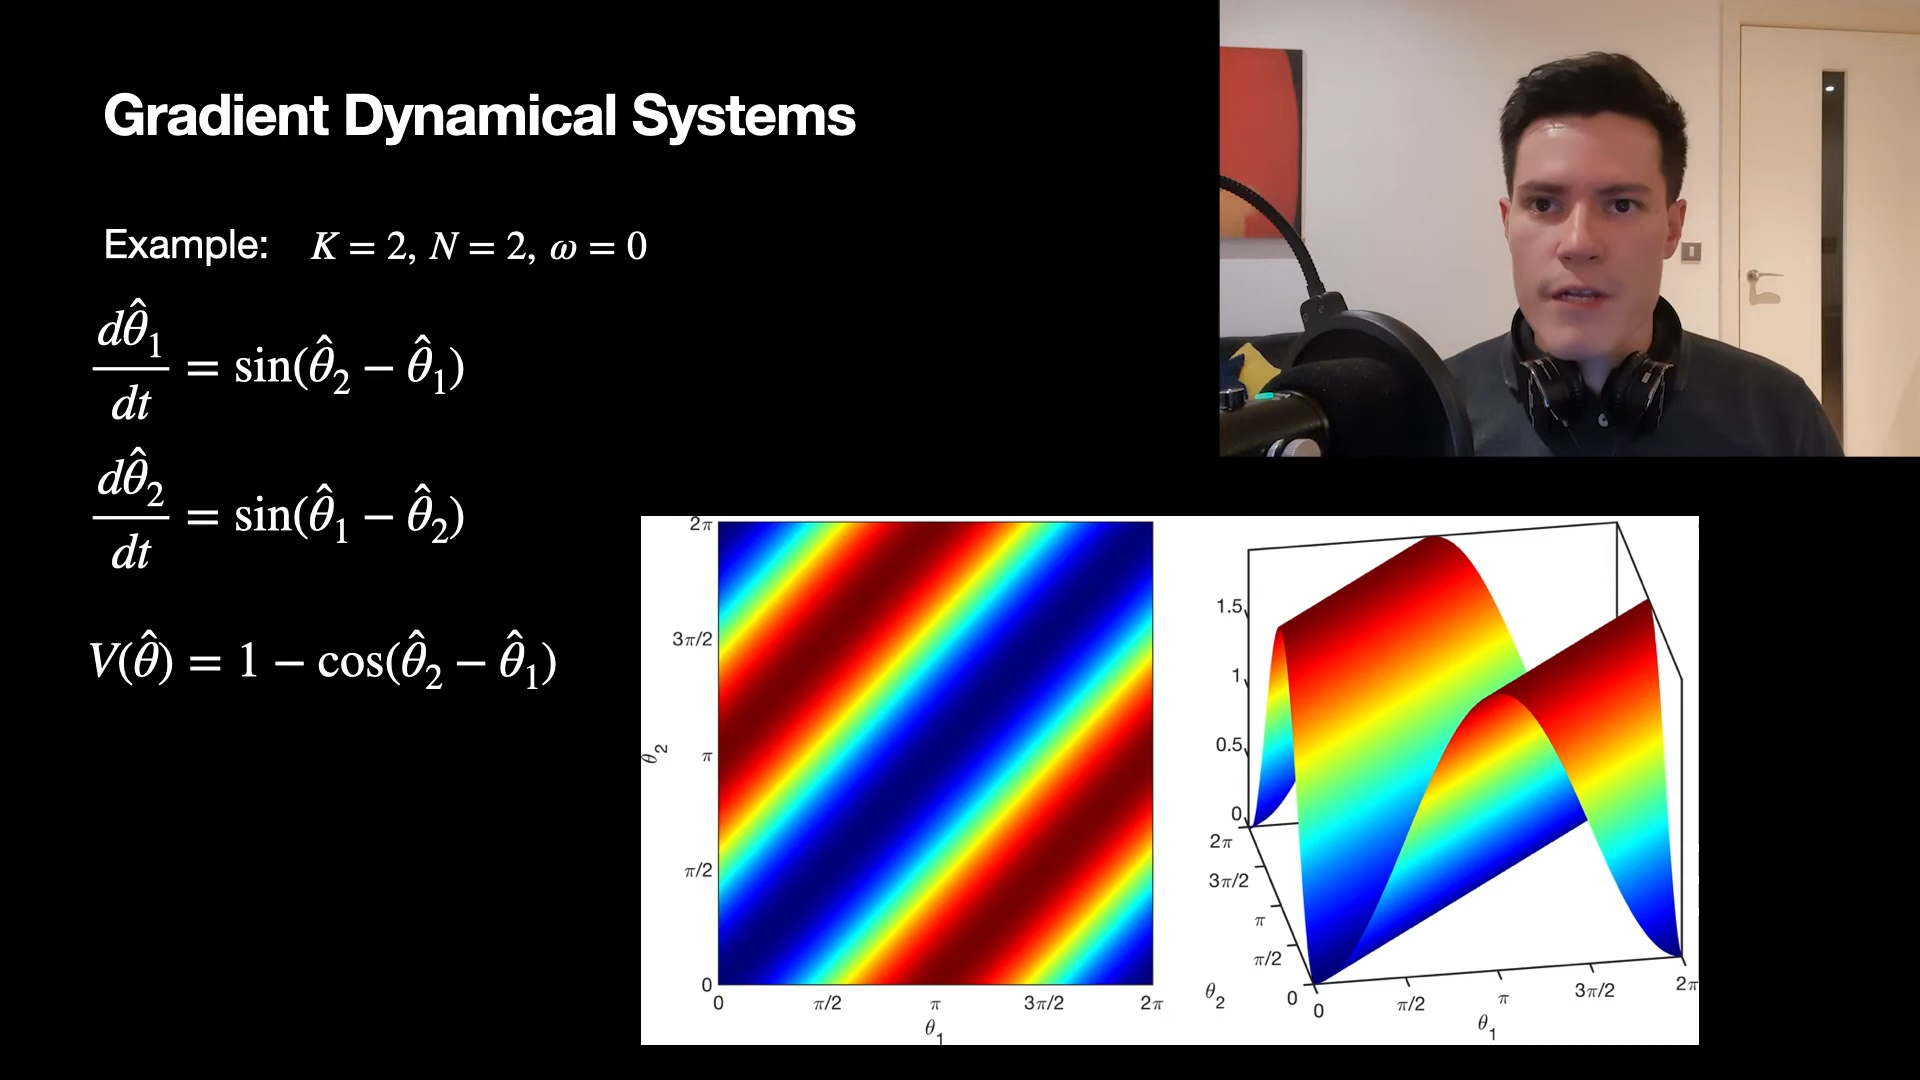 Gradient Dynamical Systems
Example: K = 2, N = 2, ω = 0
dθ̂₁/dt = sin(θ̂₂ − θ̂₁)
dθ̂₂/dt = sin(θ̂₁ − θ̂₂)
V(θ̂) = 1 − cos(θ̂₂ − θ̂₁)
2π
3π/2
π
π/2
0
θ₂
0 π/2 π 3π/2 2π
θ₁
1.5
1
0.5
0
2π
3π/2
π
π/2
0
θ₂
0 π/2 π 3π/2 2π
θ₁